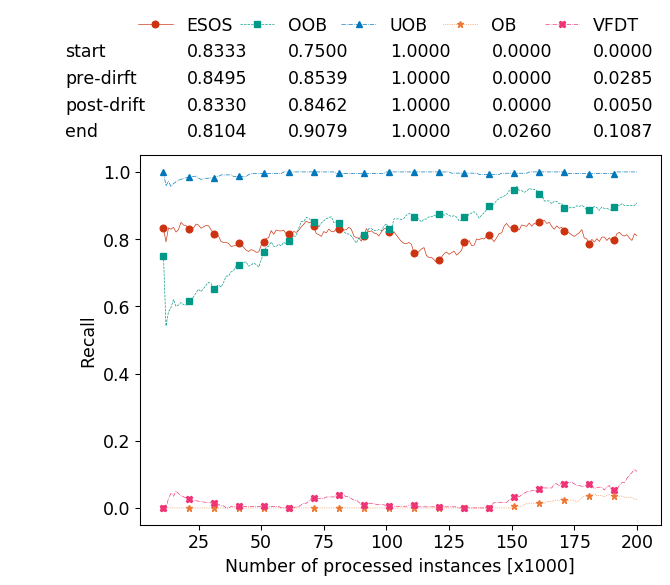 ESOS OOB UOB OB VFDT
start 0.8333 0.7500 1.0000 0.0000 0.0000
pre-dirft 0.8495 0.8539 1.0000 0.0000 0.0285
post-drift 0.8330 0.8462 1.0000 0.0000 0.0050
end 0.8104 0.9079 1.0000 0.0260 0.1087
1.0
0.8
0.6
0.4
0.2
0.0
Recall
25 50 75 100 125 150 175 200
Number of processed instances [x1000]